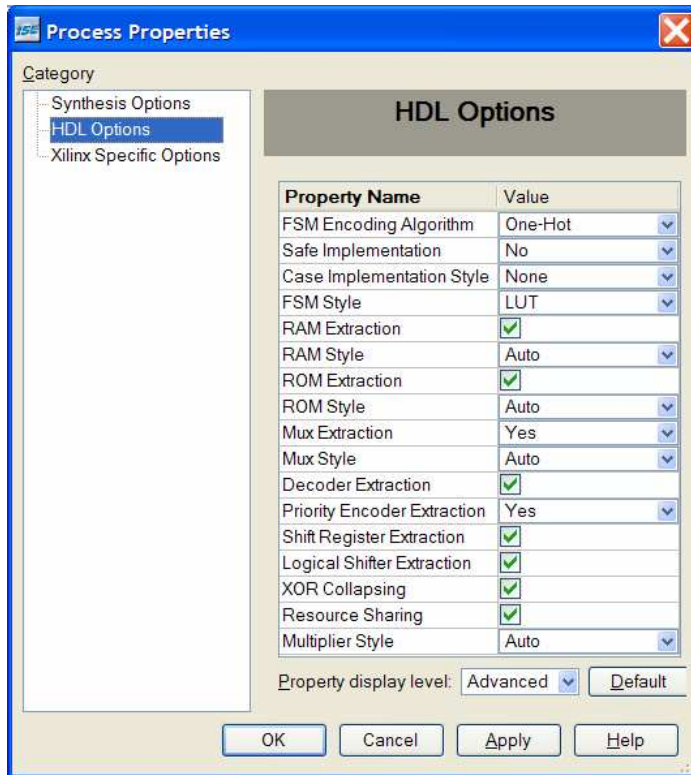 ISE Process Properties
Category
Synthesis Options
HDL Options
Xilinx Specific Options
HDL Options
Property Name Value
FSM Encoding Algorithm One-Hot
Safe Implementation No
Case Implementation Style None
FSM Style LUT
RAM Extraction
RAM Style Auto
ROM Extraction
ROM Style Auto
Mux Extraction Yes
Mux Style Auto
Decoder Extraction
Priority Encoder Extraction Yes
Shift Register Extraction
Logical Shifter Extraction
XOR Collapsing
Resource Sharing
Multiplier Style Auto
Property display level: Advanced Default
OK Cancel Apply Help